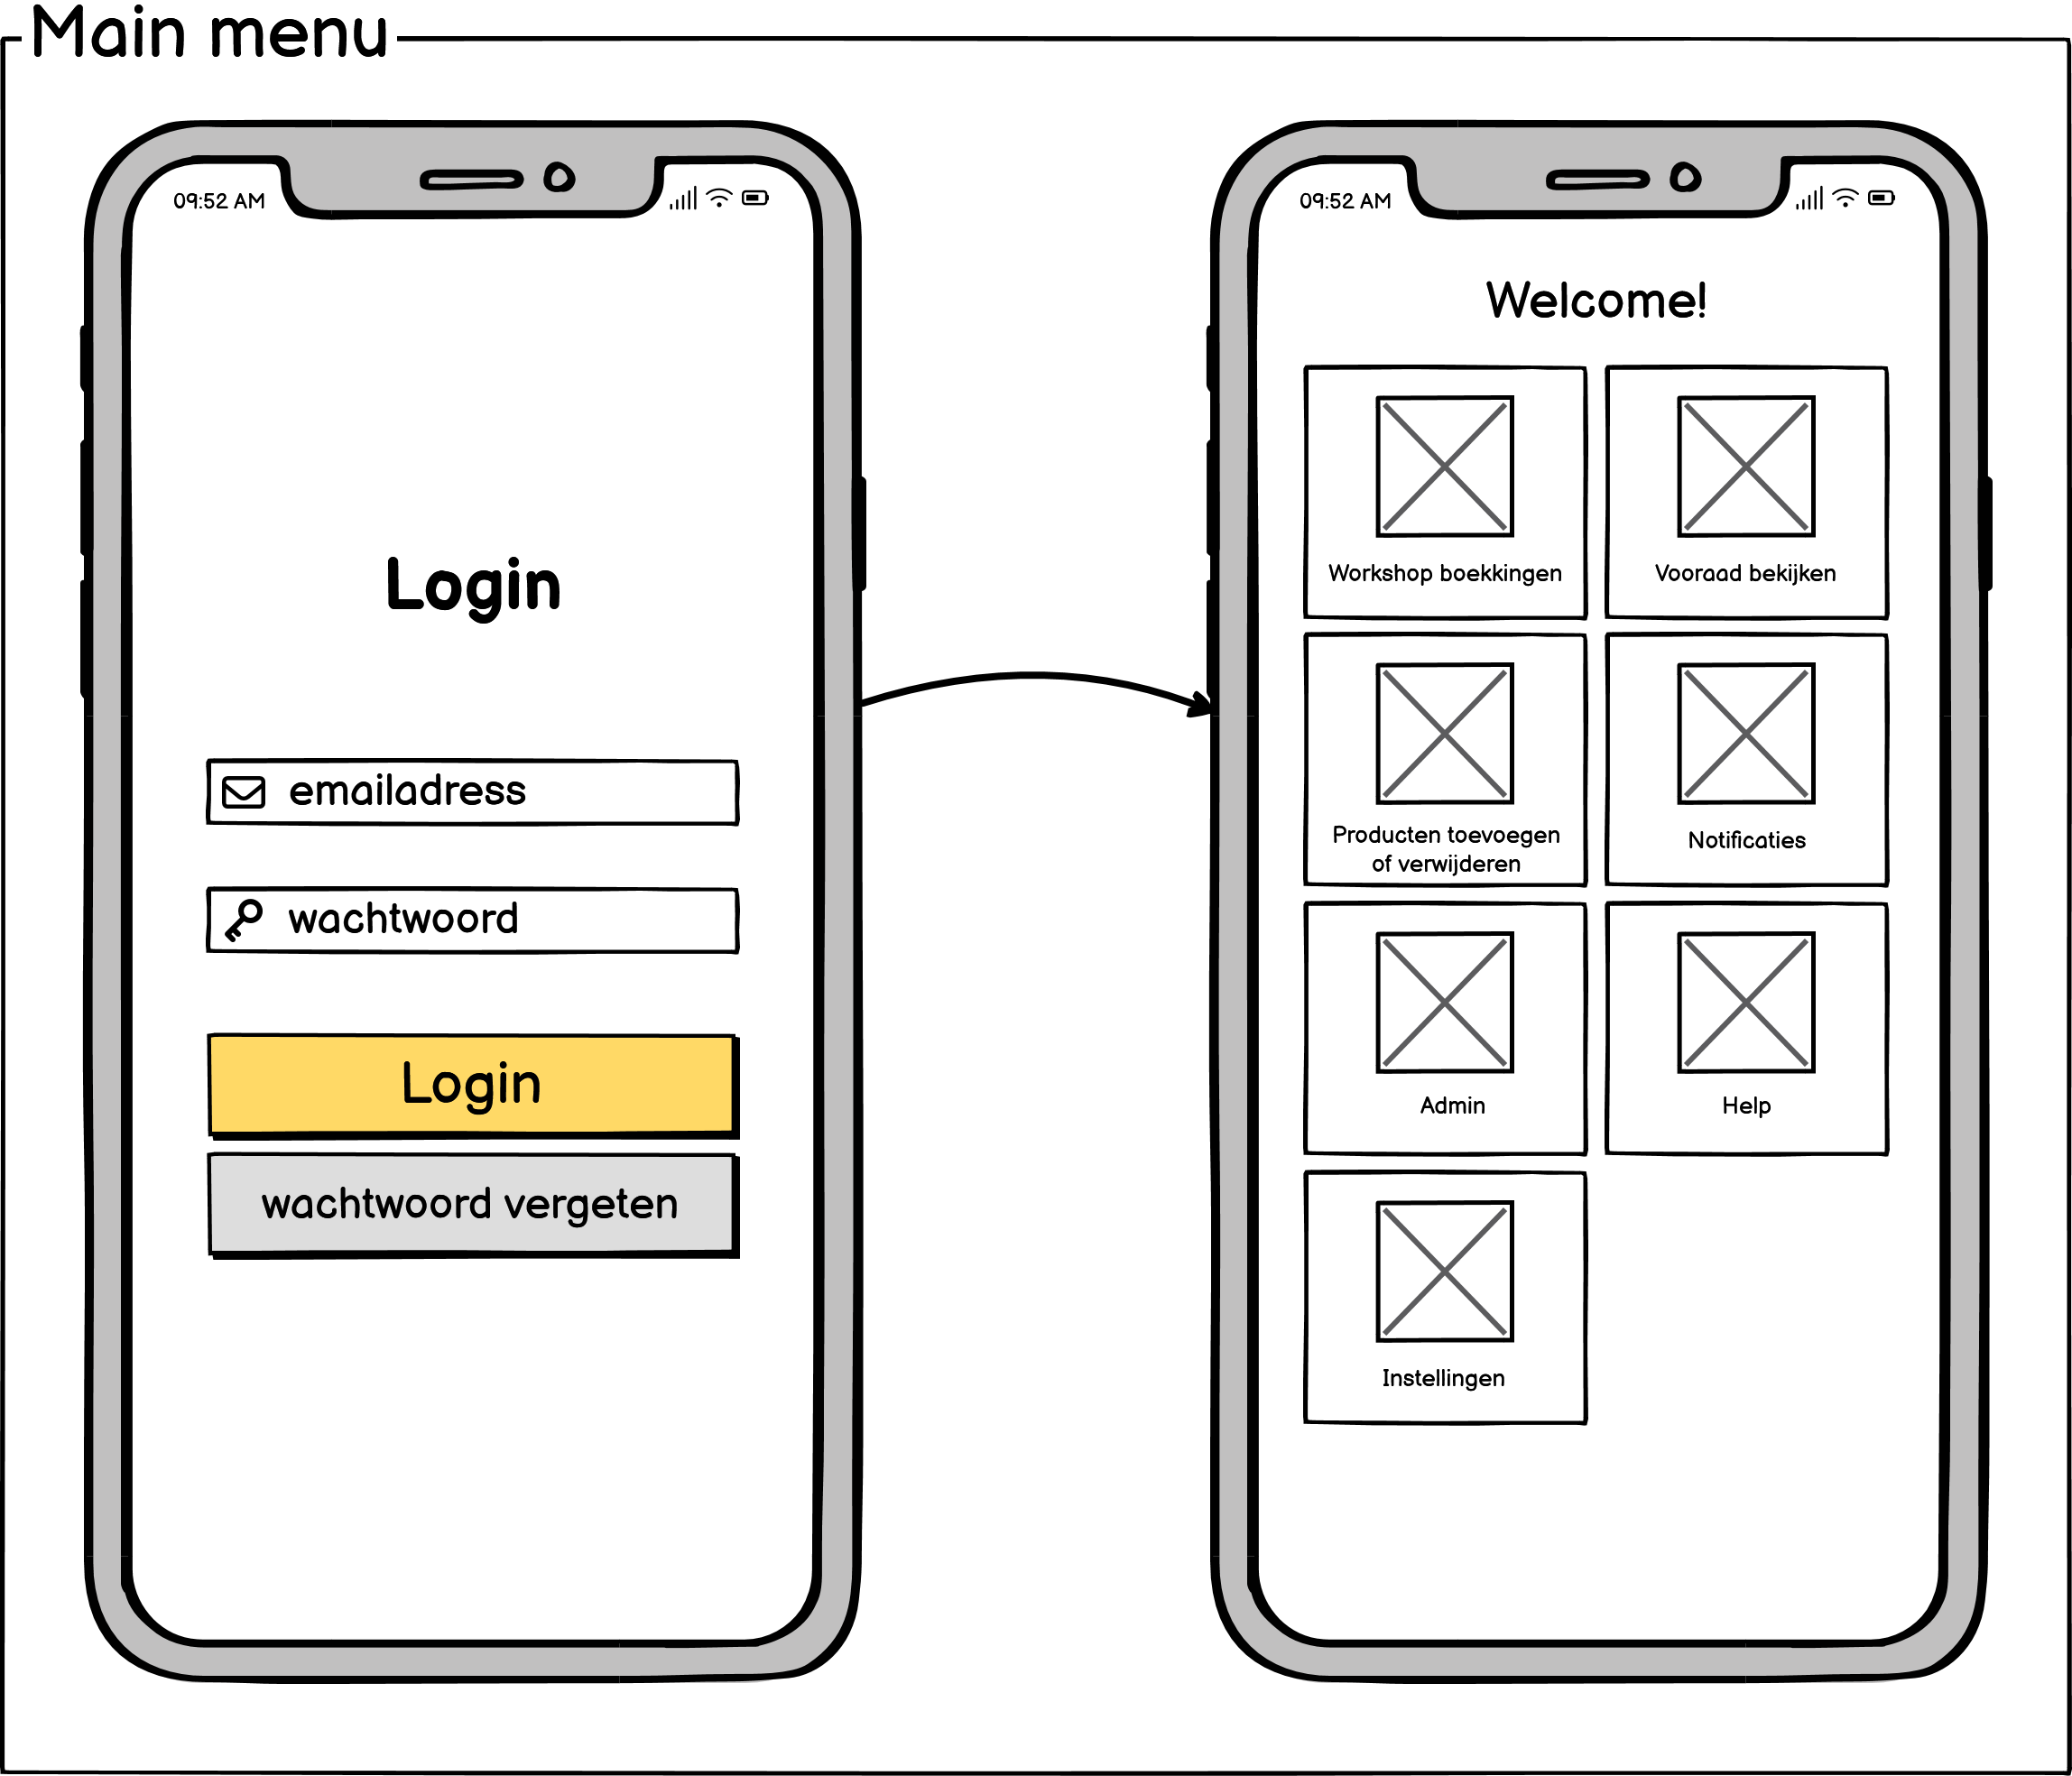 Main menu
09:52 AM
Login
emailadress
wachtwoord
Login
wachtwoord vergeten
09:52 AM
Welcome!
Workshop boekkingen
Vooraad bekijken
Producten toevoegen
of verwijderen
Notificaties
Admin
Help
Instellingen